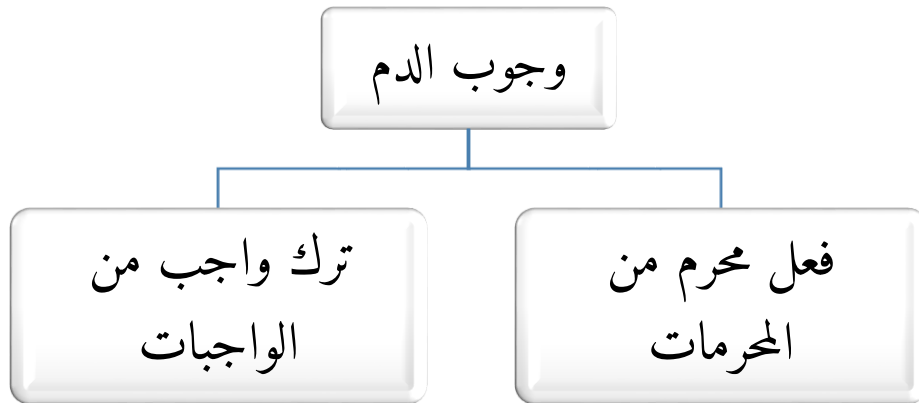 وجوب الدم
فعل محرم من
المحرمات
ترك واجب من
الواجبات